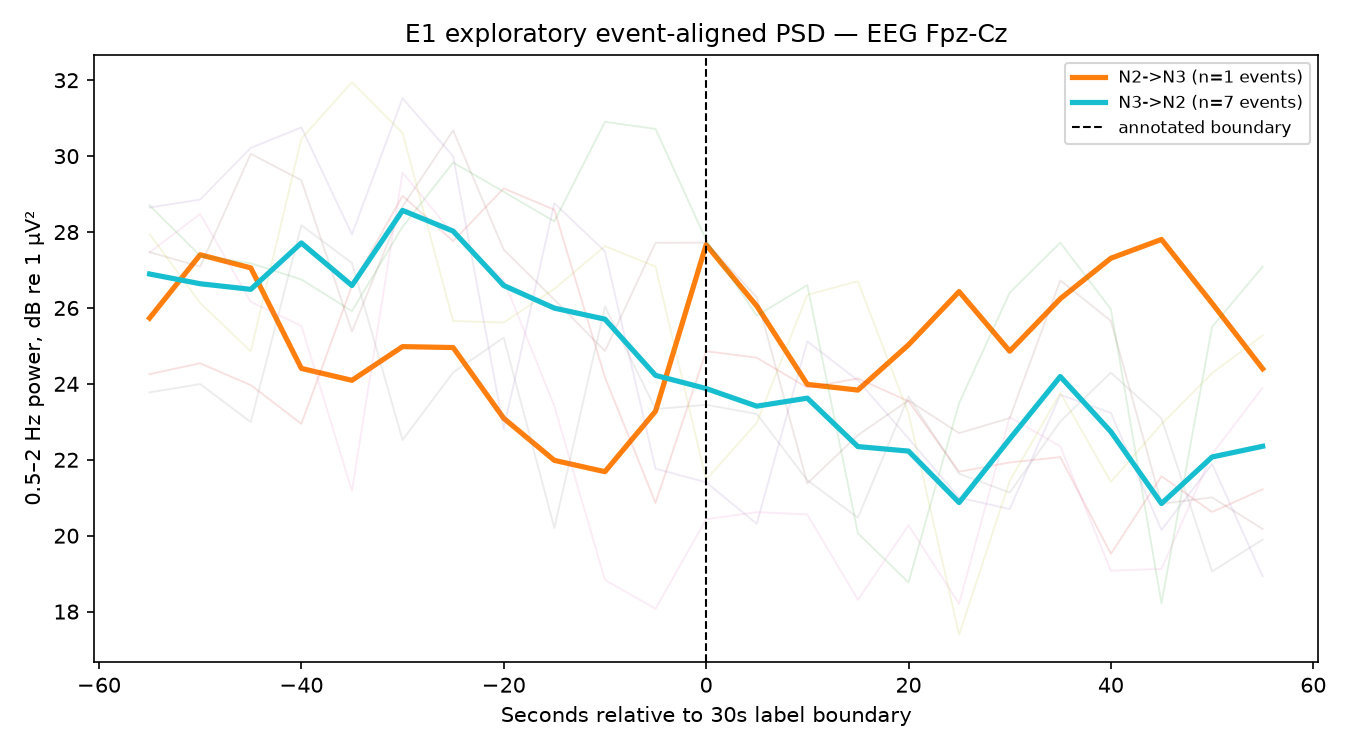 E1 exploratory event-aligned PSD — EEG Fpz-Cz
N2->N3 (n=1 events)
N3->N2 (n=7 events)
annotated boundary
0.5–2 Hz power, dB re 1 µV²
32
30
28
26
24
22
20
18
−60 −40 −20 0 20 40 60
Seconds relative to 30s label boundary